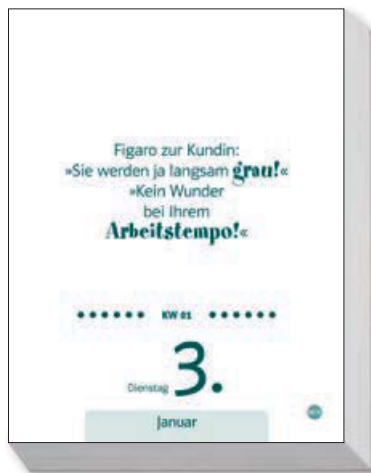 Figaro zur Kundin:
»Sie werden ja langsam grau!«
»Kein Wunder
bei Ihrem
Arbeitstempo!«
KW 01
Dienstag 3.
Januar